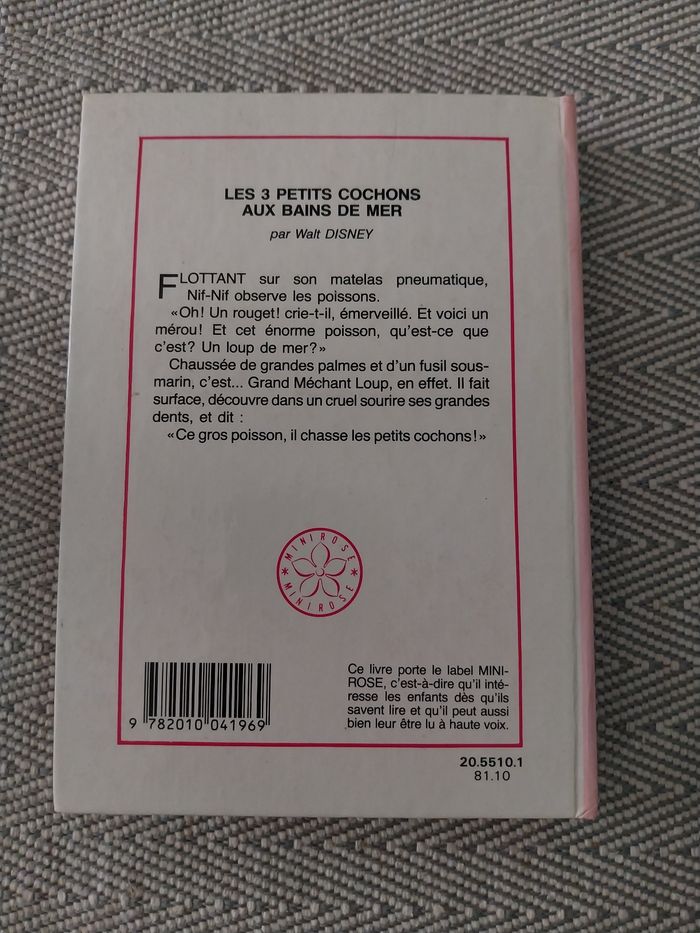 LES 3 PETITS COCHONS
AUX BAINS DE MER
par Walt DISNEY
FLOTTANT sur son matelas pneumatique,
Nif-Nif observe les poissons.
«Oh! Un rouget! crie-t-il, émerveillé. Et voici un
mérou! Et cet énorme poisson, qu'est-ce que
c'est? Un loup de mer?»
Chaussée de grandes palmes et d'un fusil sous-
marin, c'est... Grand Méchant Loup, en effet. Il fait
surface, découvre dans un cruel sourire ses grandes
dents, et dit :
«Ce gros poisson, il chasse les petits cochons!»
MINIROSE
MINIROSE
Ce livre porte le label MINI-
ROSE, c'est-à-dire qu'il inté-
resse les enfants dès qu'ils
savent lire et qu'il peut aussi
bien leur être lu à haute voix.
9 782010 041969
20.5510.1
81.10